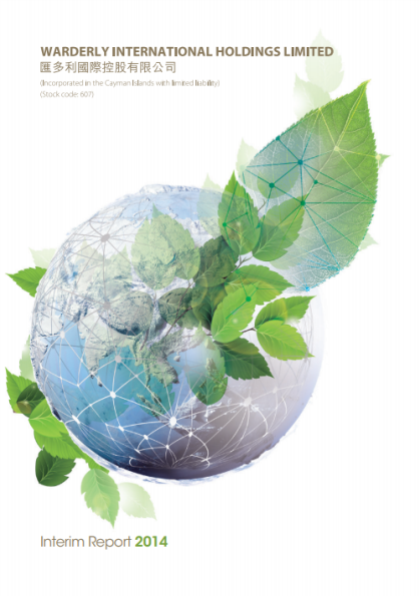 WARDERLY INTERNATIONAL HOLDINGS LIMITED
匯多利國際控股有限公司
(Incorporated in the Cayman Islands with limited liability)
(Stock code: 607)
Interim Report 2014